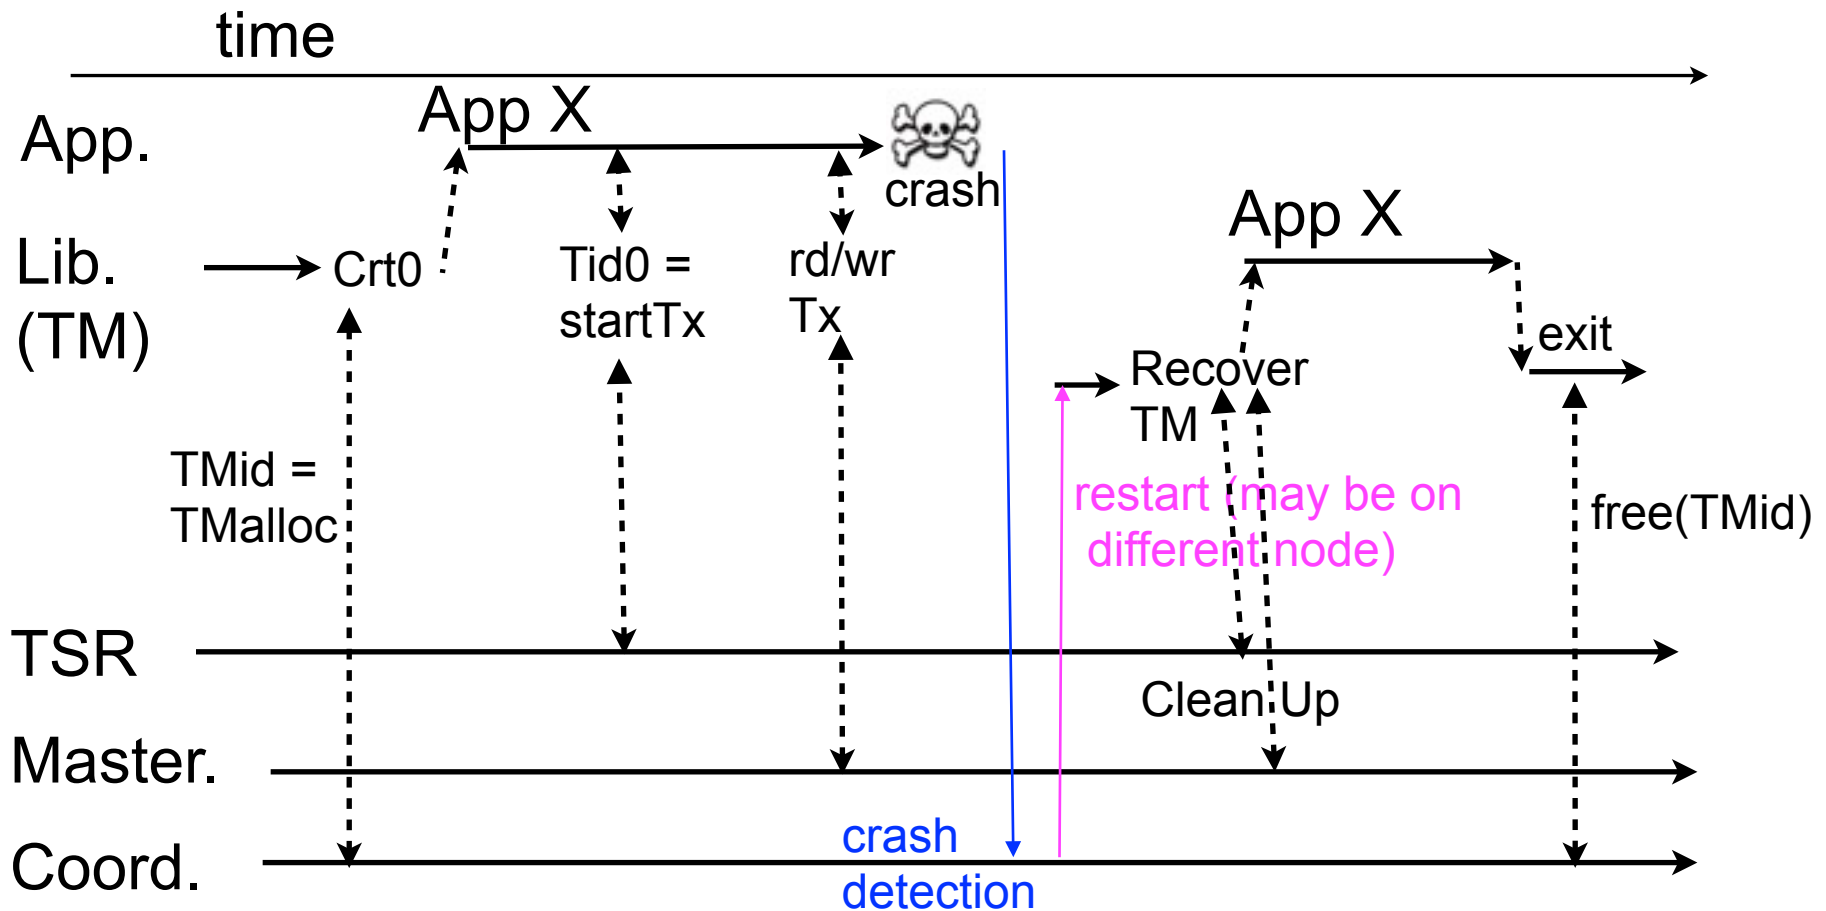 time
App X
App.
crash
App X
Lib.
(TM)
Crt0
Tid0 =
startTx
rd/wr
Tx
exit
Recover
TM
TMid =
TMalloc
restart (may be on
different node)
free(TMid)
TSR
Clean Up
Master.
Coord.
crash
detection